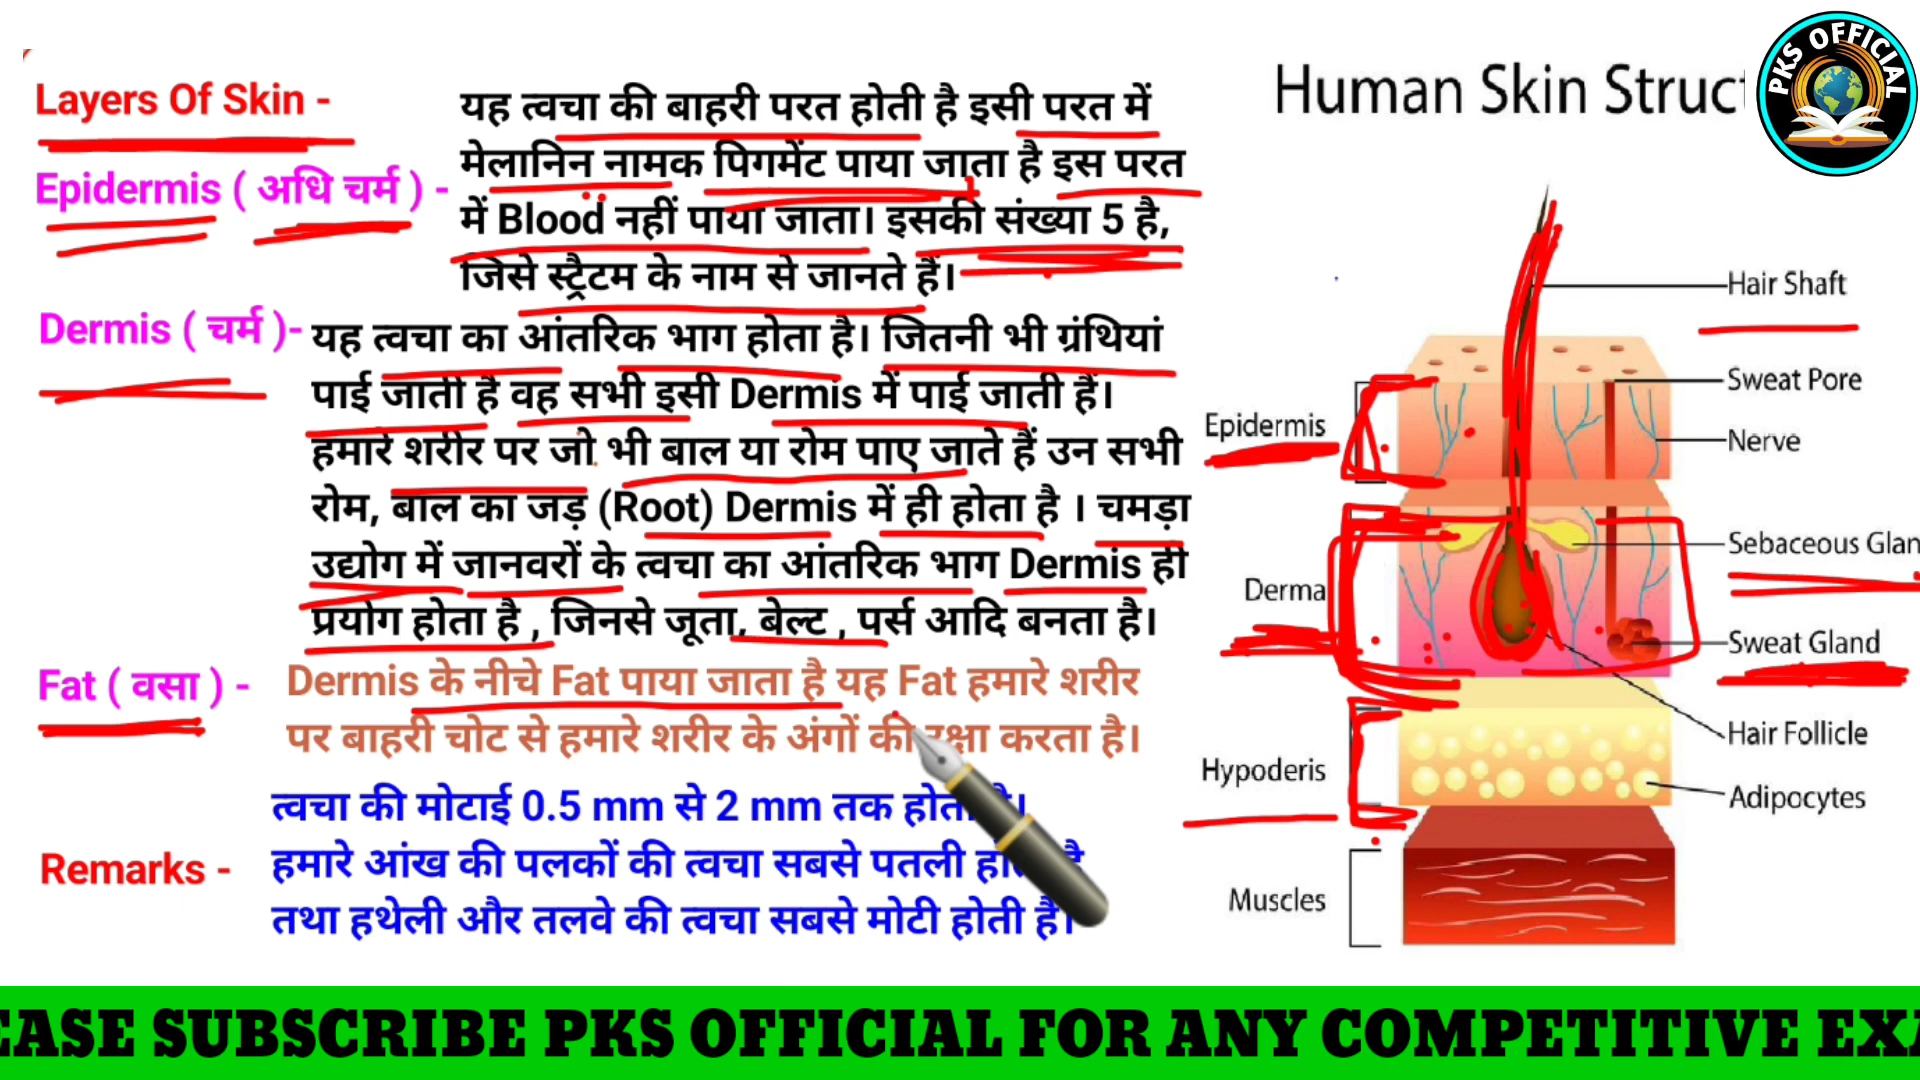 Layers Of Skin -
Epidermis ( अधि चर्म ) -
यह त्वचा की बाहरी परत होती है इसी परत में
मेलानिन नामक पिगमेंट पाया जाता है इस परत
में Blood नहीं पाया जाता। इसकी संख्या 5 है,
जिसे स्ट्रैटम के नाम से जानते हैं।
Dermis ( चर्म )-
यह त्वचा का आंतरिक भाग होता है। जितनी भी ग्रंथियां
पाई जाती है वह सभी इसी Dermis में पाई जाती हैं।
हमारे शरीर पर जो भी बाल या रोम पाए जाते हैं उन सभी
रोम, बाल का जड़ (Root) Dermis में ही होता है । चमड़ा
उद्योग में जानवरों के त्वचा का आंतरिक भाग Dermis ही
प्रयोग होता है , जिनसे जूता, बेल्ट , पर्स आदि बनता है।
Fat ( वसा ) -
Dermis के नीचे Fat पाया जाता है यह Fat हमारे शरीर
पर बाहरी चोट से हमारे शरीर के अंगों की रक्षा करता है।
Remarks -
त्वचा की मोटाई 0.5 mm से 2 mm तक
हमारे आंख की पलकों की त्वचा सबसे पतली
तथा हथेली और तलवे की त्वचा सबसे मोटी होती है।
Human Skin Struct
PKS OFFICIAL
Hair Shaft
Sweat Pore
Epidermis
Nerve
Sebaceous Glan
Derma
Sweat Gland
Hair Follicle
Hypoderis
Adipocytes
Muscles
EASE SUBSCRIBE PKS OFFICIAL FOR ANY COMPETITIVE EXA